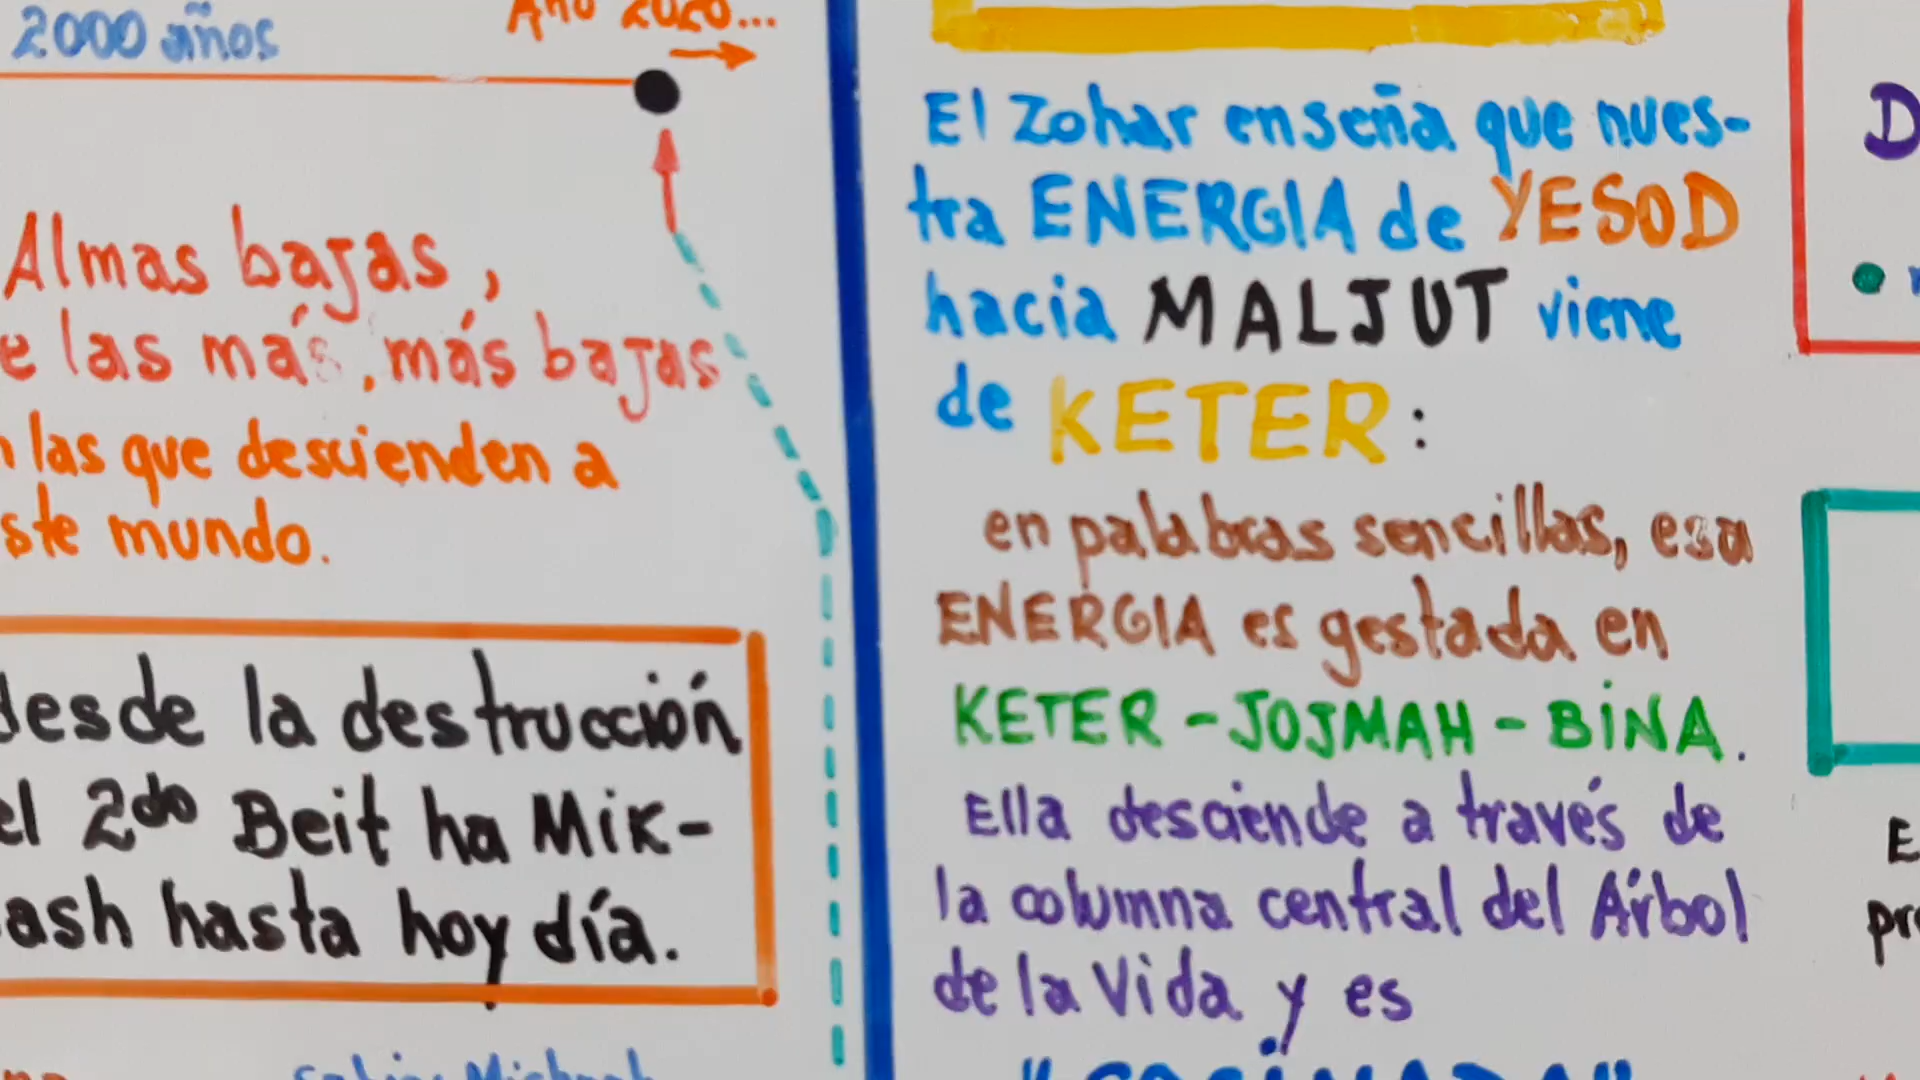 2000 años
Año 2020...
Almas bajas,
e las más, más bajas
las que descienden a
ste mundo.
desde la destrucción
el 2do Beit ha Mik-
ash hasta hoy día.
El Zohar enseña que nues-
tra ENERGIA de YESOD
hacia MALJUT viene
de KETER:
en palabras sencillas, esa
ENERGIA es gestada en
KETER - JOJMAH - BINA.
Ella desciende a través de
la columna central del Árbol
de la Vida y es
"COCINADA"
D
E
pro